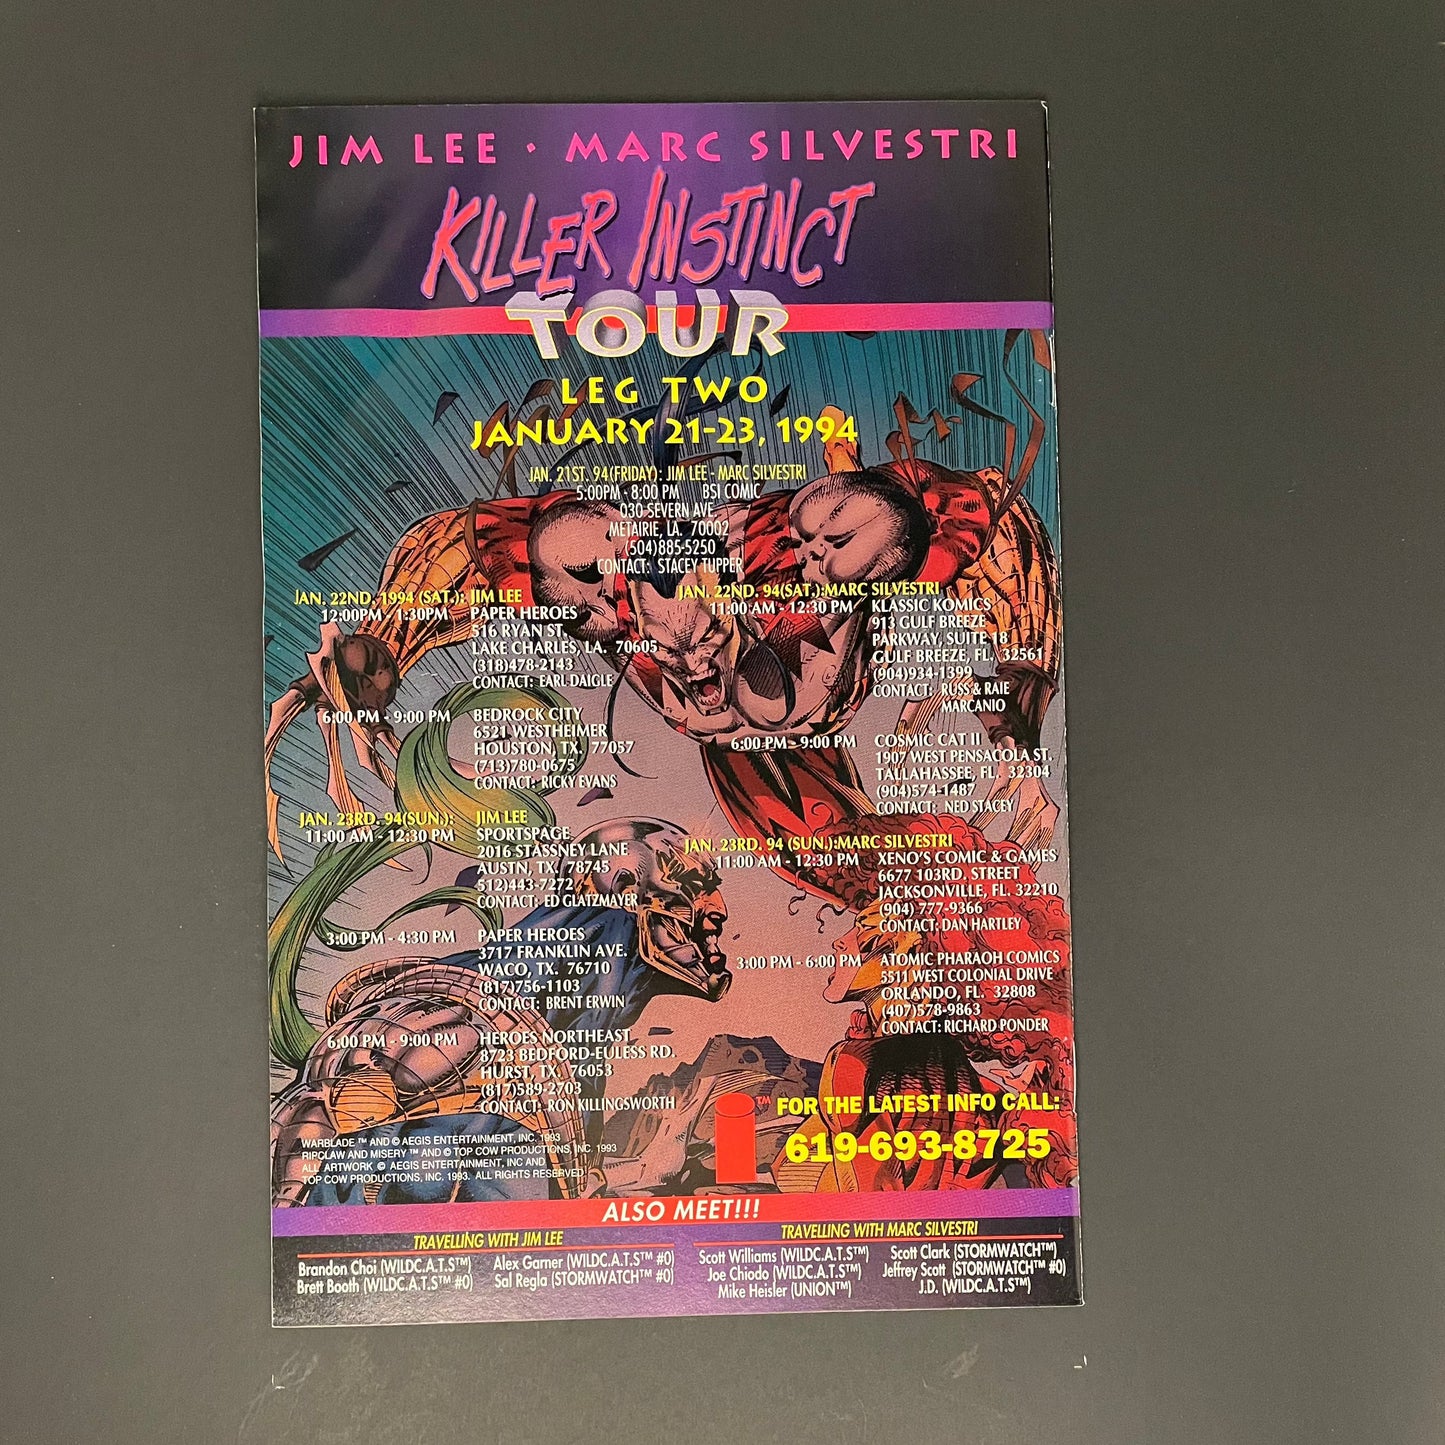 JIM LEE · MARC SILVESTRI
KILLER INSTINCT
TOUR
LEG TWO
JANUARY 21-23, 1994
JAN. 21ST. 94(FRIDAY): JIM LEE - MARC SILVESTRI
5:00PM - 8:00 PM BSI COMIC
030 SEVERN AVE.
METAIRIE, LA. 70002
(504)885-5250
CONTACT: STACEY TUPPER
JAN. 22ND. 1994 (SAT.): JIM LEE
12:00PM - 1:30PM PAPER HEROES
516 RYAN ST.
LAKE CHARLES, LA. 70605
(318)478-2143
CONTACT: EARL DAIGLE
6:00 PM - 9:00 PM BEDROCK CITY
6521 WESTHEIMER
HOUSTON, TX. 77057
(713)780-0675
CONTACT: RICKY EVANS
JAN. 23RD. 94(SUN.): JIM LEE
11:00 AM - 12:30 PM SPORTSPAGE
2016 STASSNEY LANE
AUSTN, TX. 78745
512)443-7272
CONTACT: ED GLATZMAYER
3:00 PM - 4:30 PM PAPER HEROES
3717 FRANKLIN AVE.
WACO, TX. 76710
(817)756-1103
CONTACT: BRENT ERWIN
6:00 PM - 9:00 PM HEROES NORTHEAST
8723 BEDFORD-EULESS RD.
HURST, TX. 76053
(817)589-2703
CONTACT: RON KILLINGSWORTH
JAN. 22ND. 94(SAT.):MARC SILVESTRI
11:00 AM - 12:30 PM KLASSIC KOMICS
913 GULF BREEZE
PARKWAY, SUITE 18
GULF BREEZE, FL. 32561
(904)934-1399
CONTACT: RUSS & RAIE
MARCANIO
6:00 PM - 9:00 PM COSMIC CAT II
1907 WEST PENSACOLA ST.
TALLAHASSEE, FL. 32304
(904)574-1487
CONTACT: NED STACEY
JAN. 23RD. 94 (SUN.):MARC SILVESTRI
11:00 AM - 12:30 PM XENO'S COMIC & GAMES
6677 103RD. STREET
JACKSONVILLE, FL. 32210
(904) 777-9366
CONTACT: DAN HARTLEY
3:00 PM - 6:00 PM ATOMIC PHARAOH COMICS
5511 WEST COLONIAL DRIVE
ORLANDO, FL. 32808
(407)578-9863
CONTACT: RICHARD PONDER
TM
FOR THE LATEST INFO CALL:
619-693-8725
WARBLADE ™ AND © AEGIS ENTERTAINMENT, INC. 1993
RIPCLAW AND MISERY ™ AND © TOP COW PRODUCTIONS, INC. 1993
ALL ARTWORK © AEGIS ENTERTAINMENT, INC AND
TOP COW PRODUCTIONS, INC. 1993. ALL RIGHTS RESERVED
ALSO MEET!!!
TRAVELLING WITH JIM LEE
Brandon Choi (WILDC.A.T.S™) Alex Garner (WILDC.A.T.S™ #0)
Brett Booth (WILDC.A.T.S™ #0) Sal Regla (STORMWATCH™ #0)
TRAVELLING WITH MARC SILVESTRI
Scott Williams (WILDC.A.T.S™) Scott Clark (STORMWATCH™)
Joe Chiodo (WILDC.A.T.S™) Jeffrey Scott (STORMWATCH™ #0)
Mike Heisler (UNION™) J.D. (WILDC.A.T.S™)